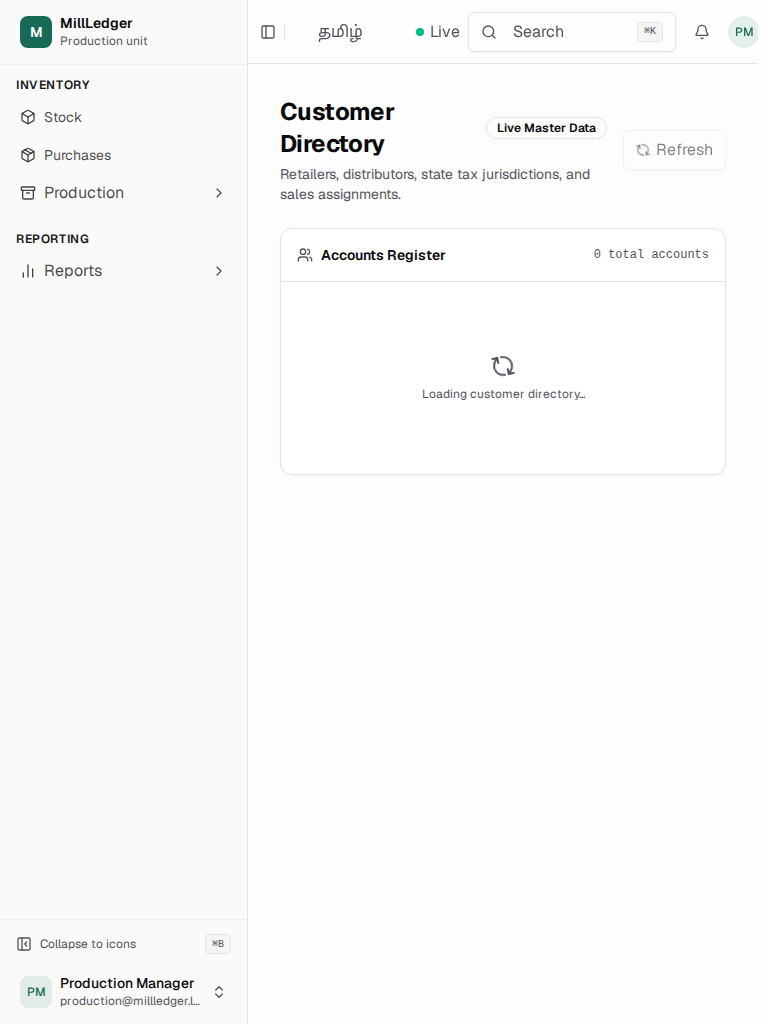 MillLedger
Production unit
INVENTORY
Stock
Purchases
Production
REPORTING
Reports
Collapse to icons
⌘B
PM
Production Manager
production@millledger.l...
தமிழ்
Live
Search
⌘K
PM
Customer Directory
Live Master Data
Refresh
Retailers, distributors, state tax jurisdictions, and
sales assignments.
Accounts Register
0 total accounts
Loading customer directory...